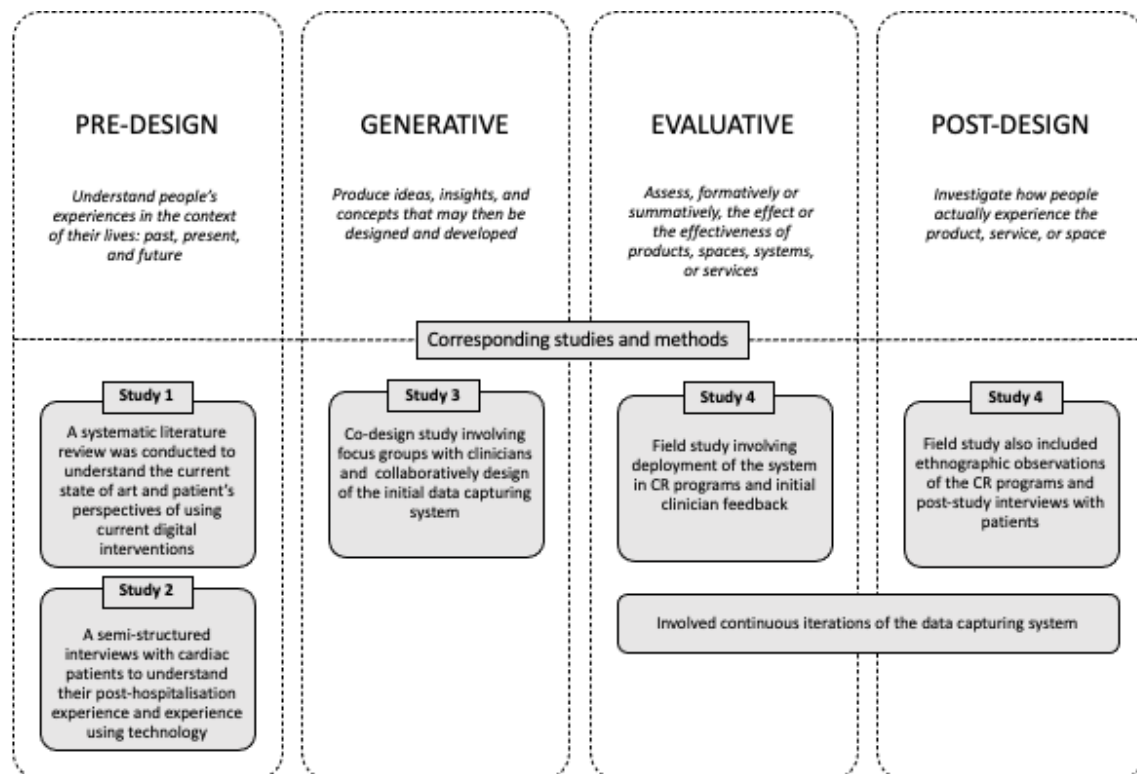 PRE-DESIGN
Understand people's
experiences in the context
of their lives: past, present,
and future
GENERATIVE
Produce ideas, insights, and
concepts that may then be
designed and developed
EVALUATIVE
Assess, formatively or
summatively, the effect or
the effectiveness of
products, spaces, systems,
or services
POST-DESIGN
Investigate how people
actually experience the
product, service, or space
Corresponding studies and methods
Study 1
A systematic literature
review was conducted to
understand the current
state of art and patient's
perspectives of using
current digital
interventions
Study 2
A semi-structured
interviews with cardiac
patients to understand
their post-hospitalisation
experience and experience
using technology
Study 3
Co-design study involving
focus groups with clinicians
and collaboratively design
of the initial data capturing
system
Study 4
Field study involving
deployment of the system
in CR programs and initial
clinician feedback
Study 4
Field study also included
ethnographic observations
of the CR programs and
post-study interviews with
patients
Involved continuous iterations of the data capturing system